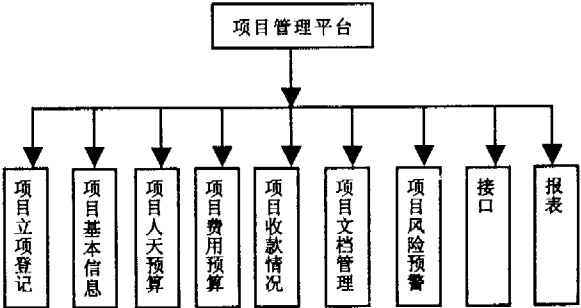 项目管理平台
项目立项登记
项目基本信息
项目人天预算
项目费用预算
项目收款情况
项目文档管理
项目风险预警
接口
报表